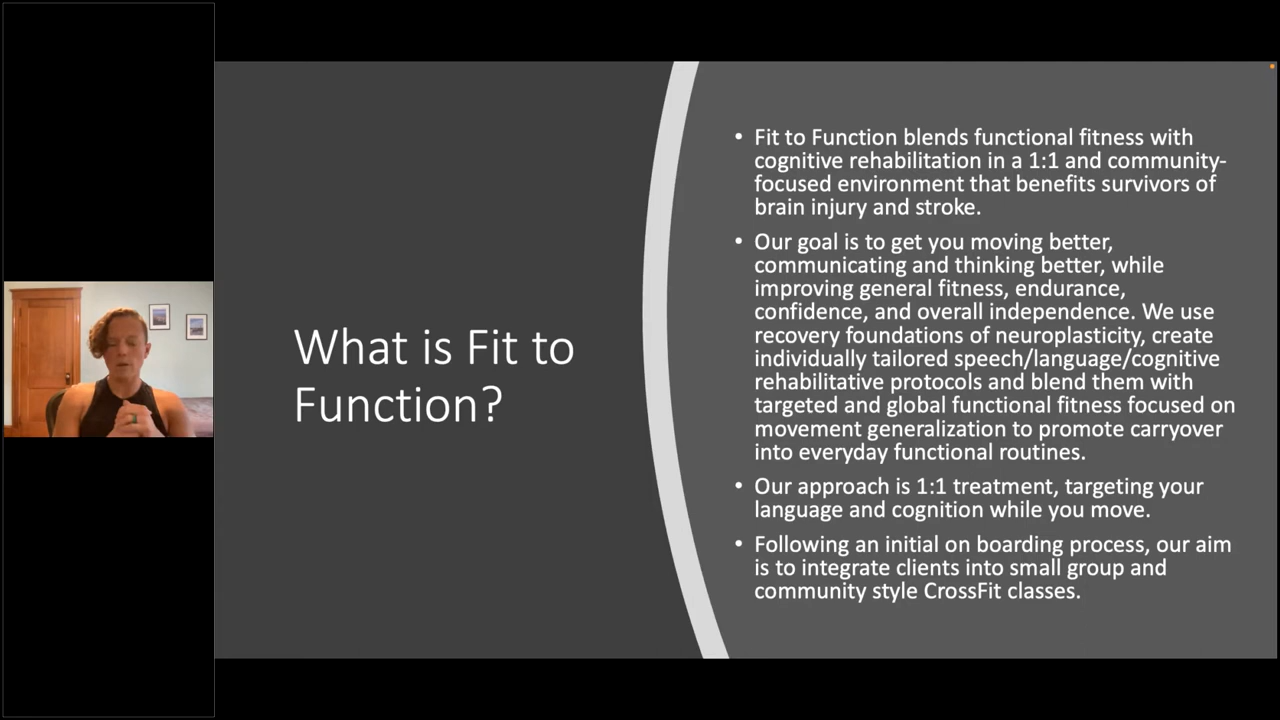 What is Fit to
Function?
• Fit to Function blends functional fitness with
cognitive rehabilitation in a 1:1 and community-
focused environment that benefits survivors of
brain injury and stroke.
• Our goal is to get you moving better,
communicating and thinking better, while
improving general fitness, endurance,
confidence, and overall independence. We use
recovery foundations of neuroplasticity, create
individually tailored speech/language/cognitive
rehabilitative protocols and blend them with
targeted and global functional fitness focused on
movement generalization to promote carryover
into everyday functional routines.
• Our approach is 1:1 treatment, targeting your
language and cognition while you move.
• Following an initial on boarding process, our aim
is to integrate clients into small group and
community style CrossFit classes.